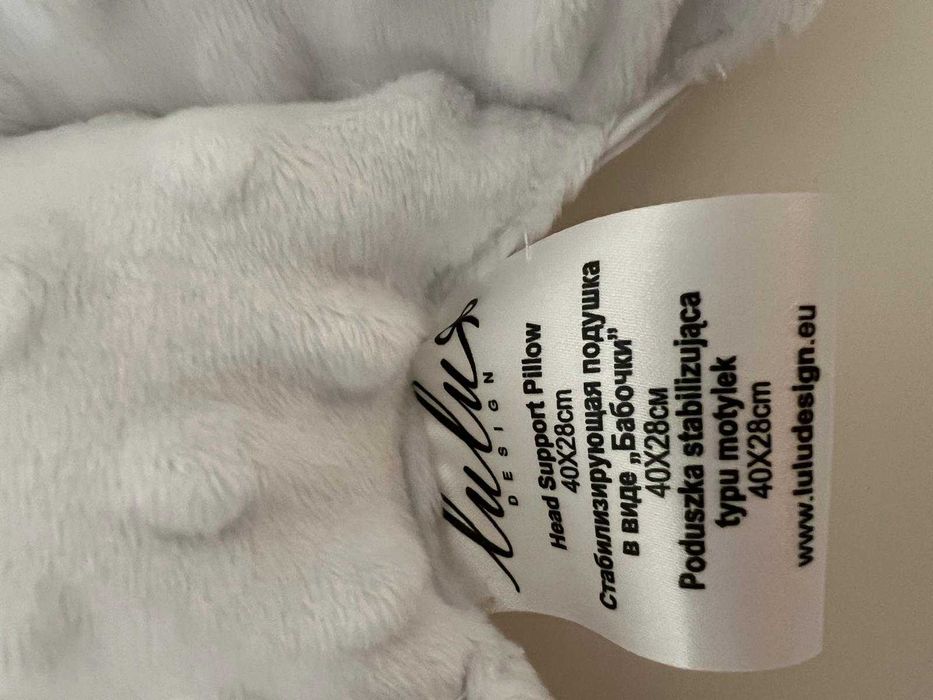 lulu
DESIGN
Head Support Pillow
40X28cm
Стабилизирующая подушка
в виде „Бабочки”
40X28см
Poduszka stabilizująca
typu motylek
40X28cm
www.luludesign.eu